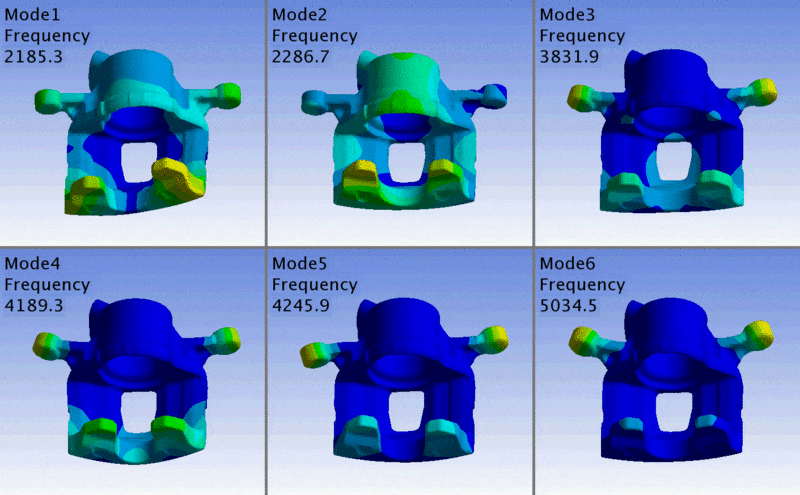 Mode1
Frequency
2185.3
Mode2
Frequency
2286.7
Mode3
Frequency
3831.9
Mode4
Frequency
4189.3
Mode5
Frequency
4245.9
Mode6
Frequency
5034.5